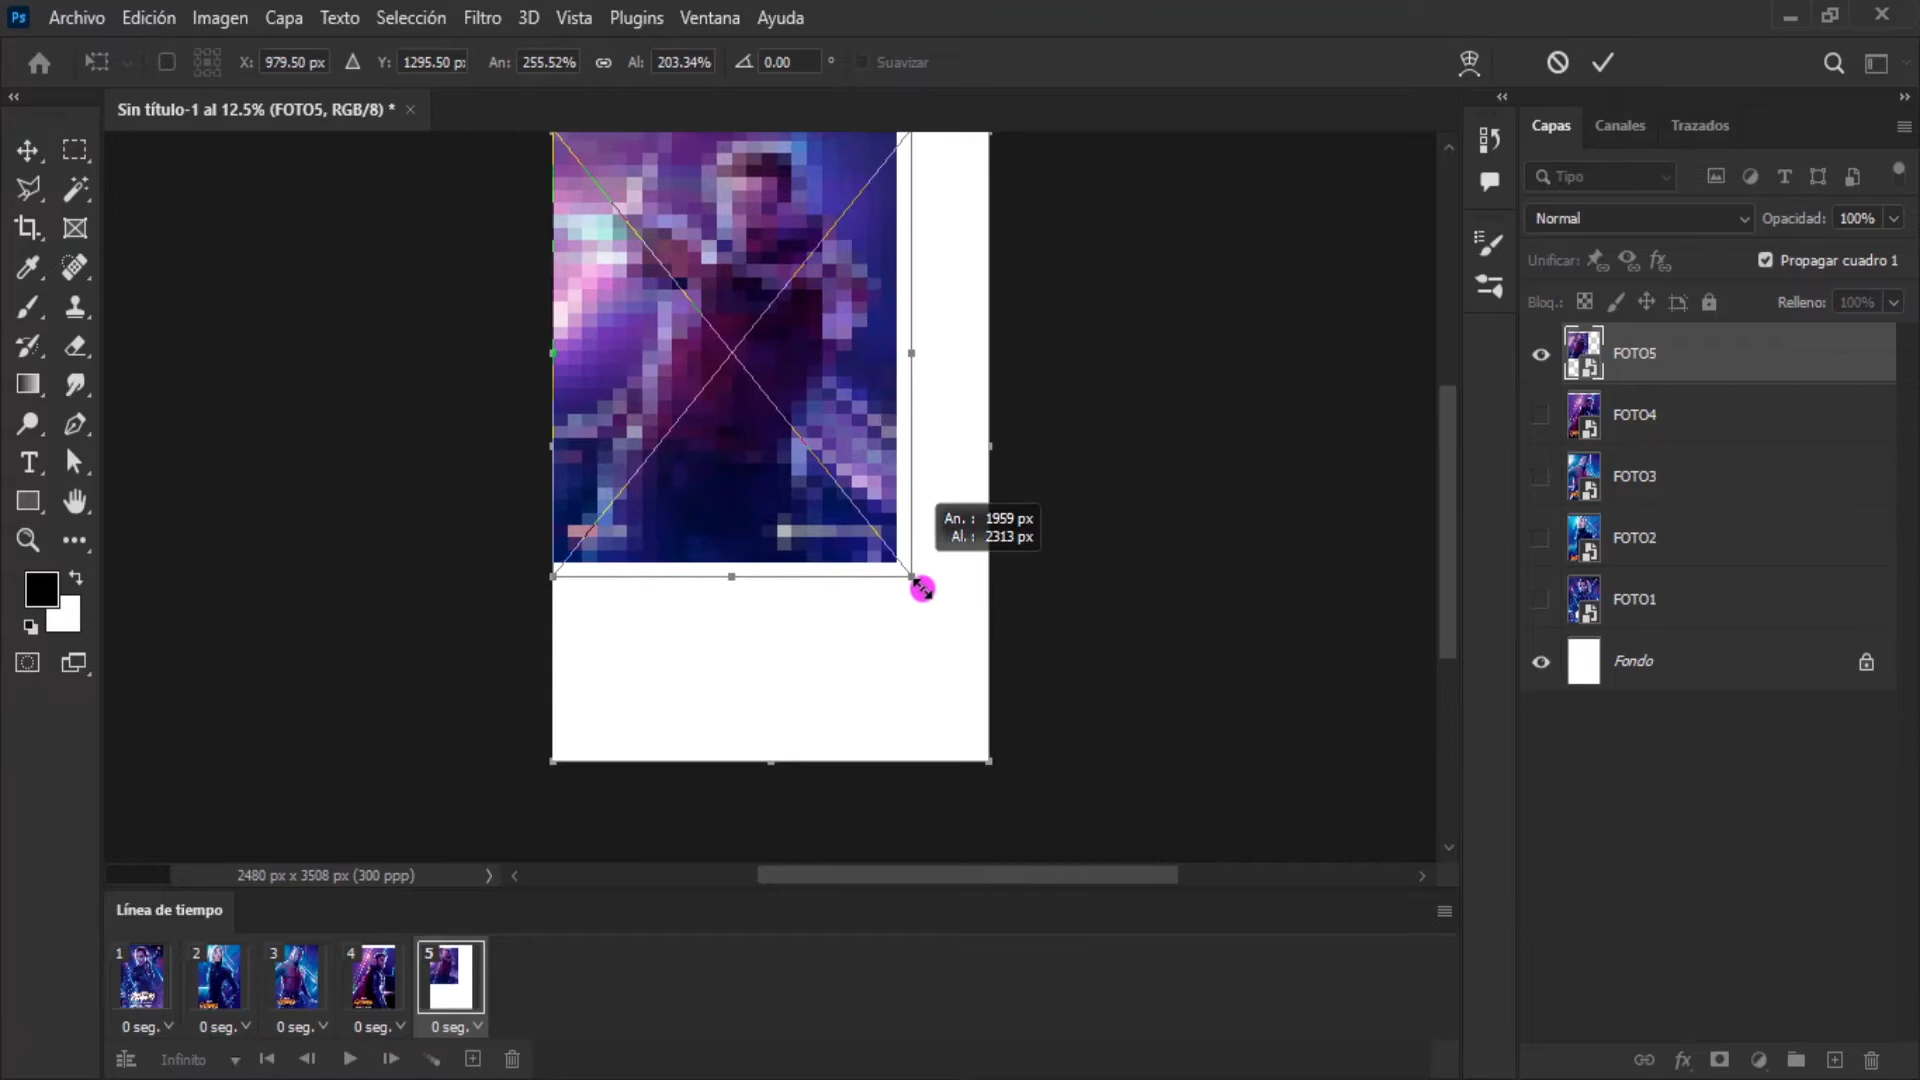 Ps Archivo Edición Imagen Capa Texto Selección Filtro 3D Vista Plugins Ventana Ayuda
X: 979.50 px Y: 1295.50 p: An: 255.52% Al: 203.34% 0.00 ° Suavizar
Sin título-1 al 12.5% (FOTO5, RGB/8) *
Capas Canales Trazados
Tipo
Normal Opacidad: 100%
Unificar: Propagar cuadro 1
Bloq.: Relleno: 100%
FOTO5
FOTO4
FOTO3
An. : 1959 px
Al. : 2313 px
FOTO2
FOTO1
Fondo
2480 px x 3508 px (300 ppp)
Línea de tiempo
1 2 3 4 5
0 seg. 0 seg. 0 seg. 0 seg. 0 seg.
Infinito